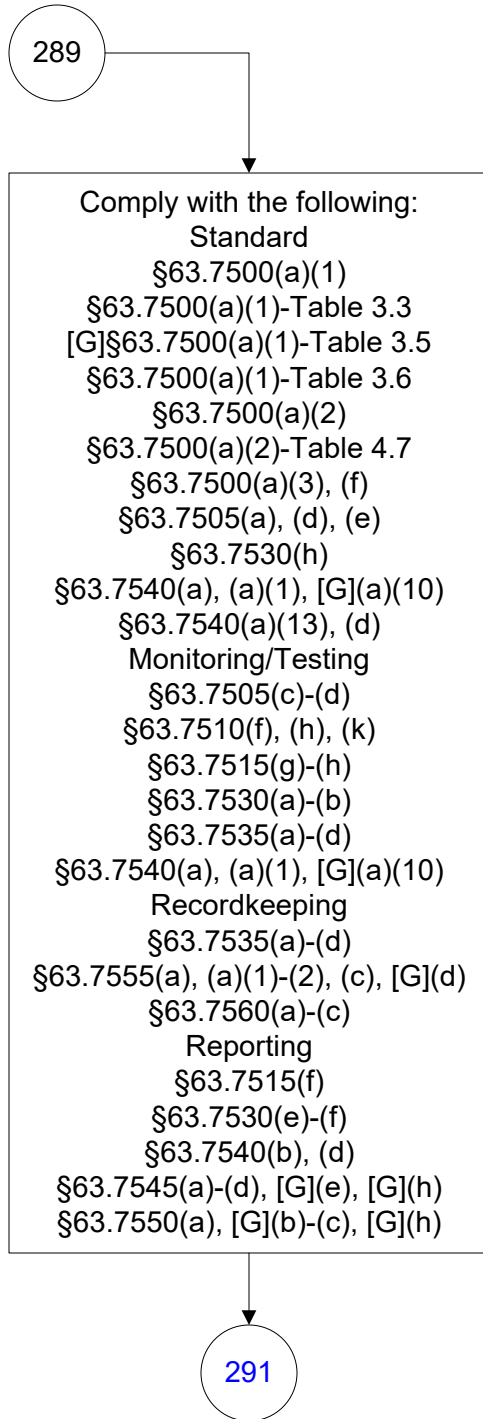 289
Comply with the following:
Standard
§63.7500(a)(1)
§63.7500(a)(1)-Table 3.3
[G]§63.7500(a)(1)-Table 3.5
§63.7500(a)(1)-Table 3.6
§63.7500(a)(2)
§63.7500(a)(2)-Table 4.7
§63.7500(a)(3), (f)
§63.7505(a), (d), (e)
§63.7530(h)
§63.7540(a), (a)(1), [G](a)(10)
§63.7540(a)(13), (d)
Monitoring/Testing
§63.7505(c)-(d)
§63.7510(f), (h), (k)
§63.7515(g)-(h)
§63.7530(a)-(b)
§63.7535(a)-(d)
§63.7540(a), (a)(1), [G](a)(10)
Recordkeeping
§63.7535(a)-(d)
§63.7555(a), (a)(1)-(2), (c), [G](d)
§63.7560(a)-(c)
Reporting
§63.7515(f)
§63.7530(e)-(f)
§63.7540(b), (d)
§63.7545(a)-(d), [G](e), [G](h)
§63.7550(a), [G](b)-(c), [G](h)
291